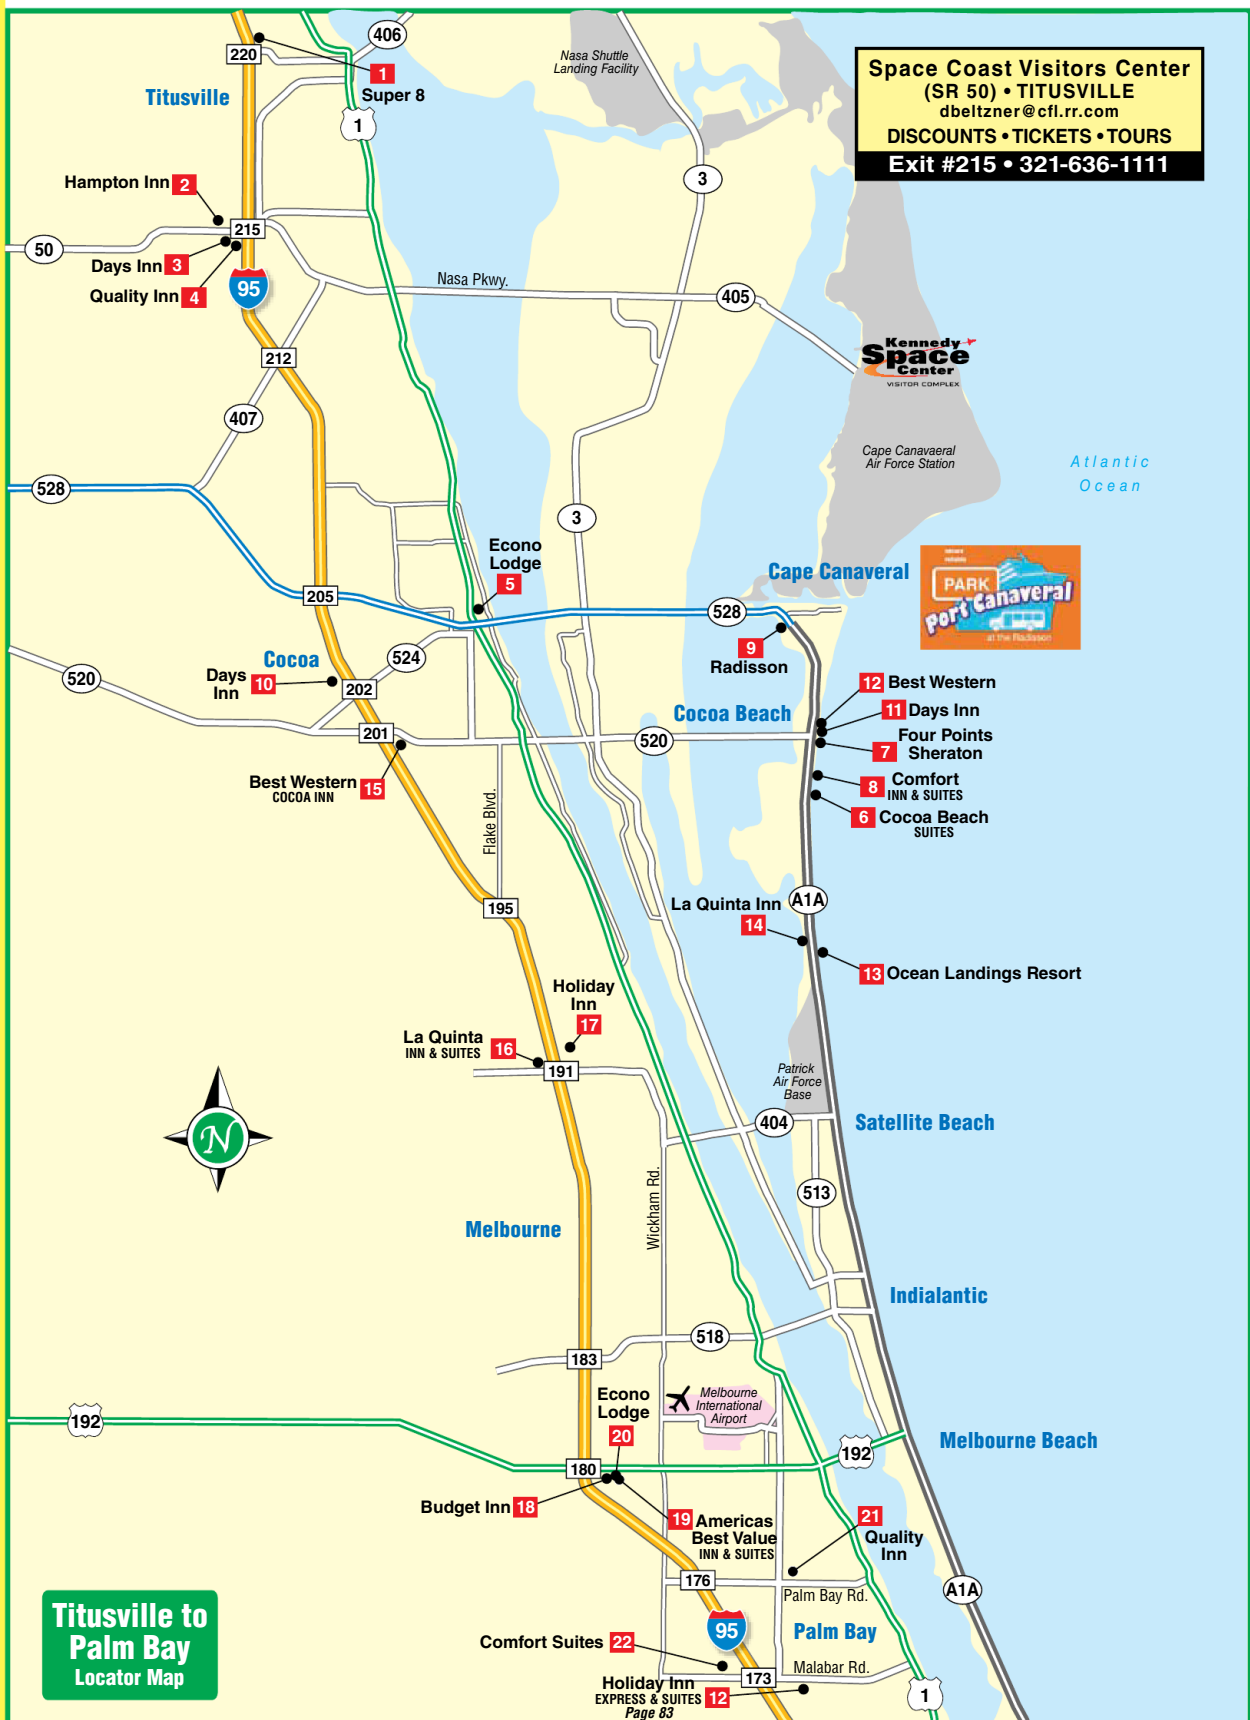 406
Nasa Shuttle
Landing Facility
220
1
Super 8
Titusville
1
Space Coast Visitors Center
(SR 50) • TITUSVILLE
dbeltzner@cfl.rr.com
DISCOUNTS • TICKETS • TOURS
Exit #215 • 321-636-1111
3
Hampton Inn 2
215
50
Days Inn 3
Quality Inn 4
95
Nasa Pkwy.
405
212
Kennedy
Space
Center
VISITOR COMPLEX
407
Cape Canavaeral
Air Force Station
Atlantic
Ocean
528
3
Econo
Lodge
5
Cape Canaveral
nature
reliable
PARK
Port Canaveral
at the Radisson
205
528
9
Radisson
Cocoa
524
520
Days
Inn
10
202
12 Best Western
11 Days Inn
Cocoa Beach
201
520
Four Points
Sheraton
7
Best Western
COCOA INN
15
8 Comfort
INN & SUITES
6 Cocoa Beach
SUITES
Flake Blvd.
195
La Quinta Inn
14
A1A
13 Ocean Landings Resort
Holiday
Inn
17
La Quinta
INN & SUITES
16
191
Patrick
Air Force
Base
404
Satellite Beach
N
Wickham Rd.
513
Melbourne
Indialantic
518
183
Econo
Lodge
20
Melbourne
International
Airport
192
192
Melbourne Beach
180
Budget Inn 18
19 Americas
Best Value
INN & SUITES
21
Quality
Inn
176
Palm Bay Rd.
A1A
Titusville to
Palm Bay
Locator Map
95
Palm Bay
Comfort Suites 22
Malabar Rd.
173
Holiday Inn
EXPRESS & SUITES
12
Page 83
1